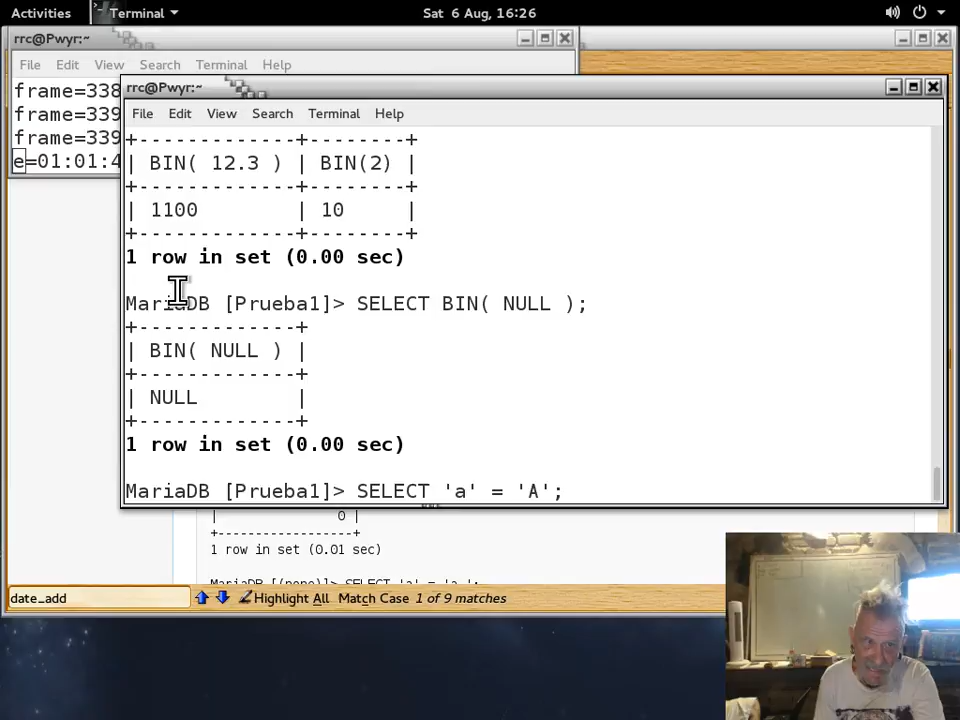 Activities Terminal Sat 6 Aug, 16:26
rrc@Pwyr:~
File Edit View Search Terminal Help
frame=338
frame=339
frame=339
e=01:01:4
rrc@Pwyr:~
File Edit View Search Terminal Help
+-------------+--------+
| BIN( 12.3 ) | BIN(2) |
+-------------+--------+
| 1100 | 10 |
+-------------+--------+
1 row in set (0.00 sec)
MariaDB [Prueba1]> SELECT BIN( NULL );
+-------------+
| BIN( NULL ) |
+-------------+
| NULL |
+-------------+
1 row in set (0.00 sec)
MariaDB [Prueba1]> SELECT 'a' = 'A';
| 0 |
+------------------+
1 row in set (0.01 sec)
MariaDB [(none)]> SELECT 'a' = 'a ';
date_add Highlight All Match Case 1 of 9 matches